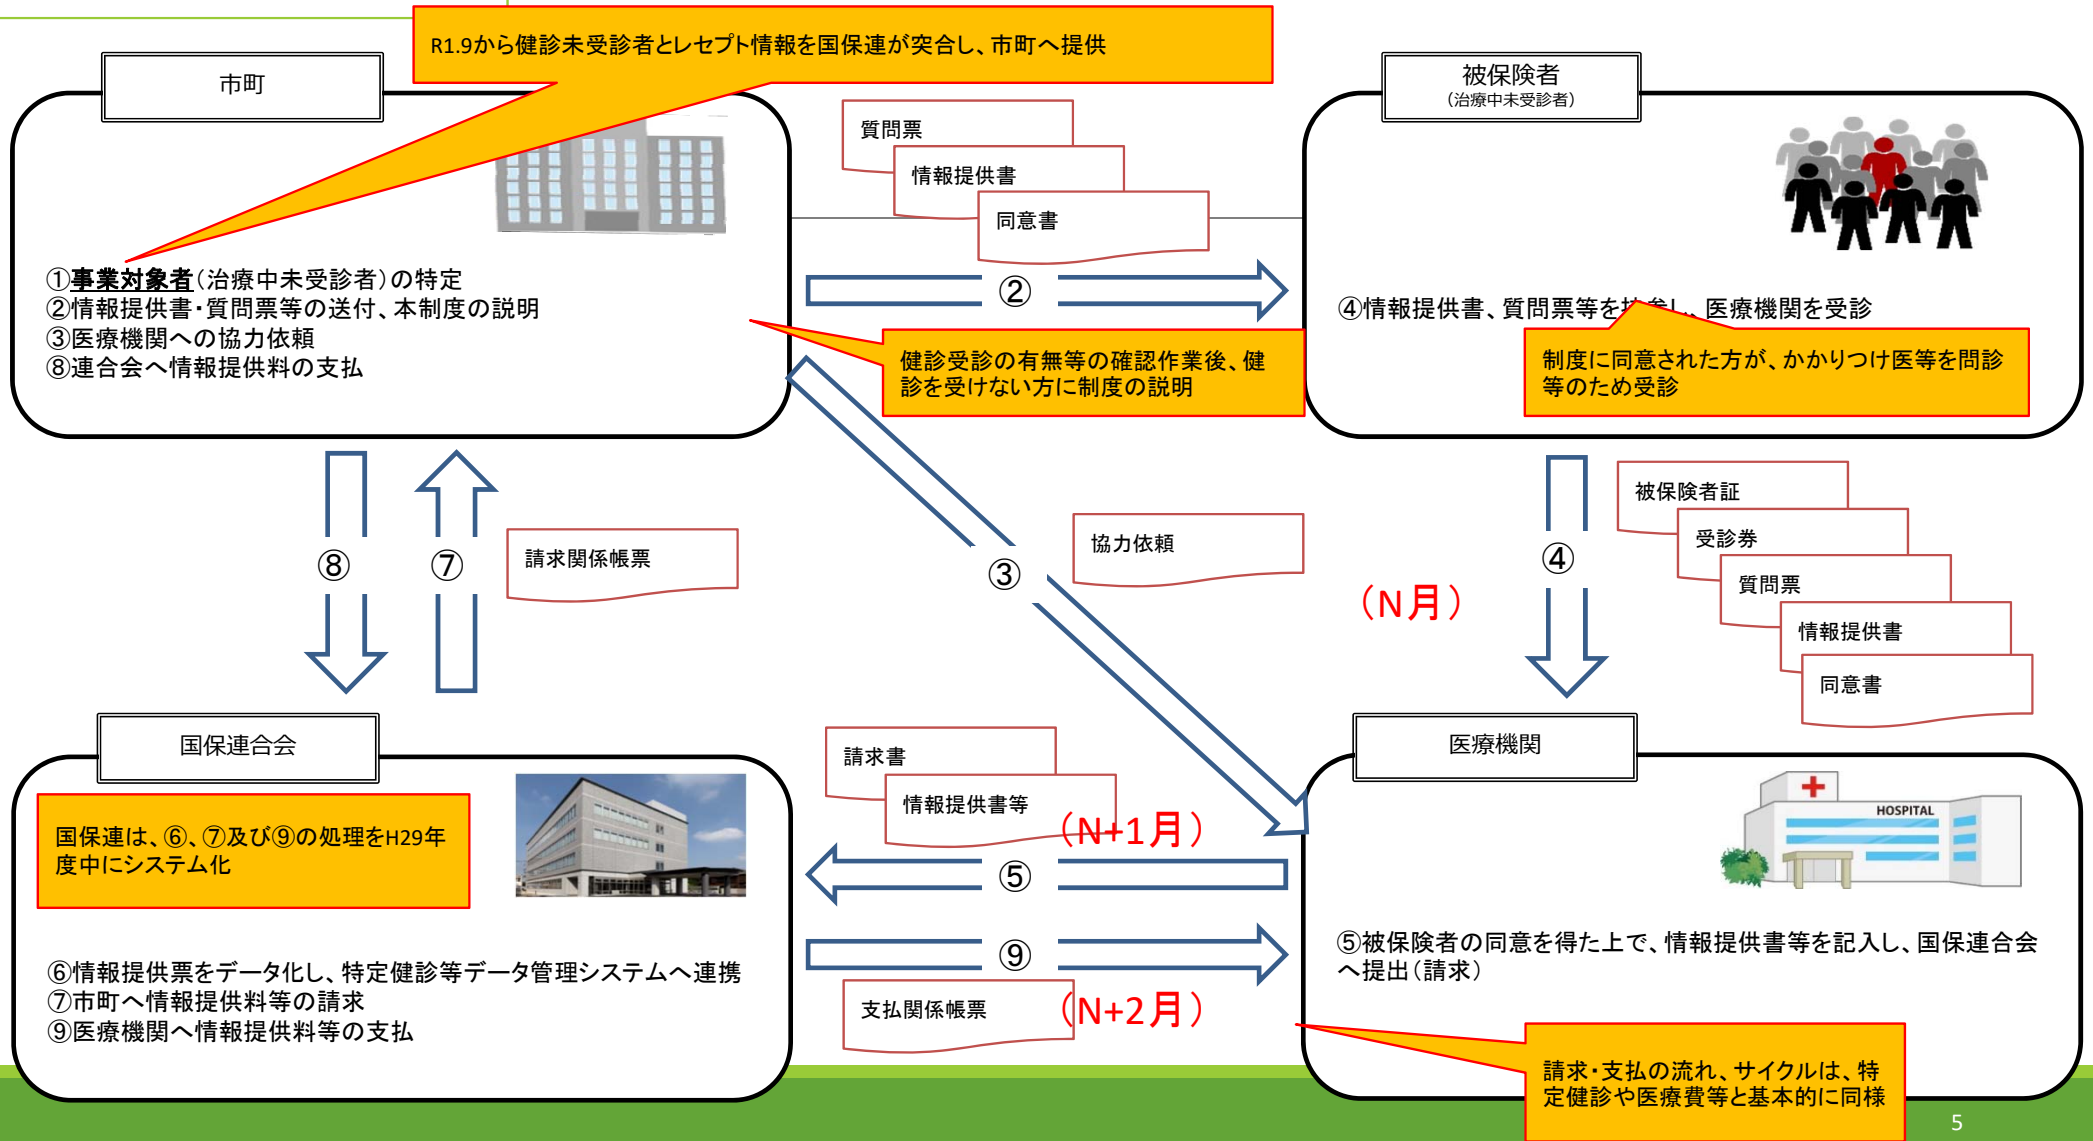 R1.9から健診未受診者とレセプト情報を国保連が突合し、市町へ提供
市町
被保険者
（治療中未受診者）
質問票
情報提供書
同意書
①事業対象者（治療中未受診者）の特定
②情報提供書・質問票等の送付、本制度の説明
③医療機関への協力依頼
⑧連合会へ情報提供料の支払
②
④情報提供書、質問票等を持参し、医療機関を受診
健診受診の有無等の確認作業後、健
診を受けない方に制度の説明
制度に同意された方が、かかりつけ医等を問診
等のため受診
⑧
⑦
請求関係帳票
③
協力依頼
（N月）
④
被保険者証
受診券
質問票
情報提供書
同意書
国保連合会
医療機関
請求書
情報提供書等
（N+1月）
⑤
HOSPITAL
国保連は、⑥、⑦及び⑨の処理をH29年
度中にシステム化
⑨
支払関係帳票
（N+2月）
⑥情報提供票をデータ化し、特定健診等データ管理システムへ連携
⑦市町へ情報提供料等の請求
⑨医療機関へ情報提供料等の支払
⑤被保険者の同意を得た上で、情報提供書等を記入し、国保連合会
へ提出（請求）
請求・支払の流れ、サイクルは、特
定健診や医療費等と基本的に同様
5